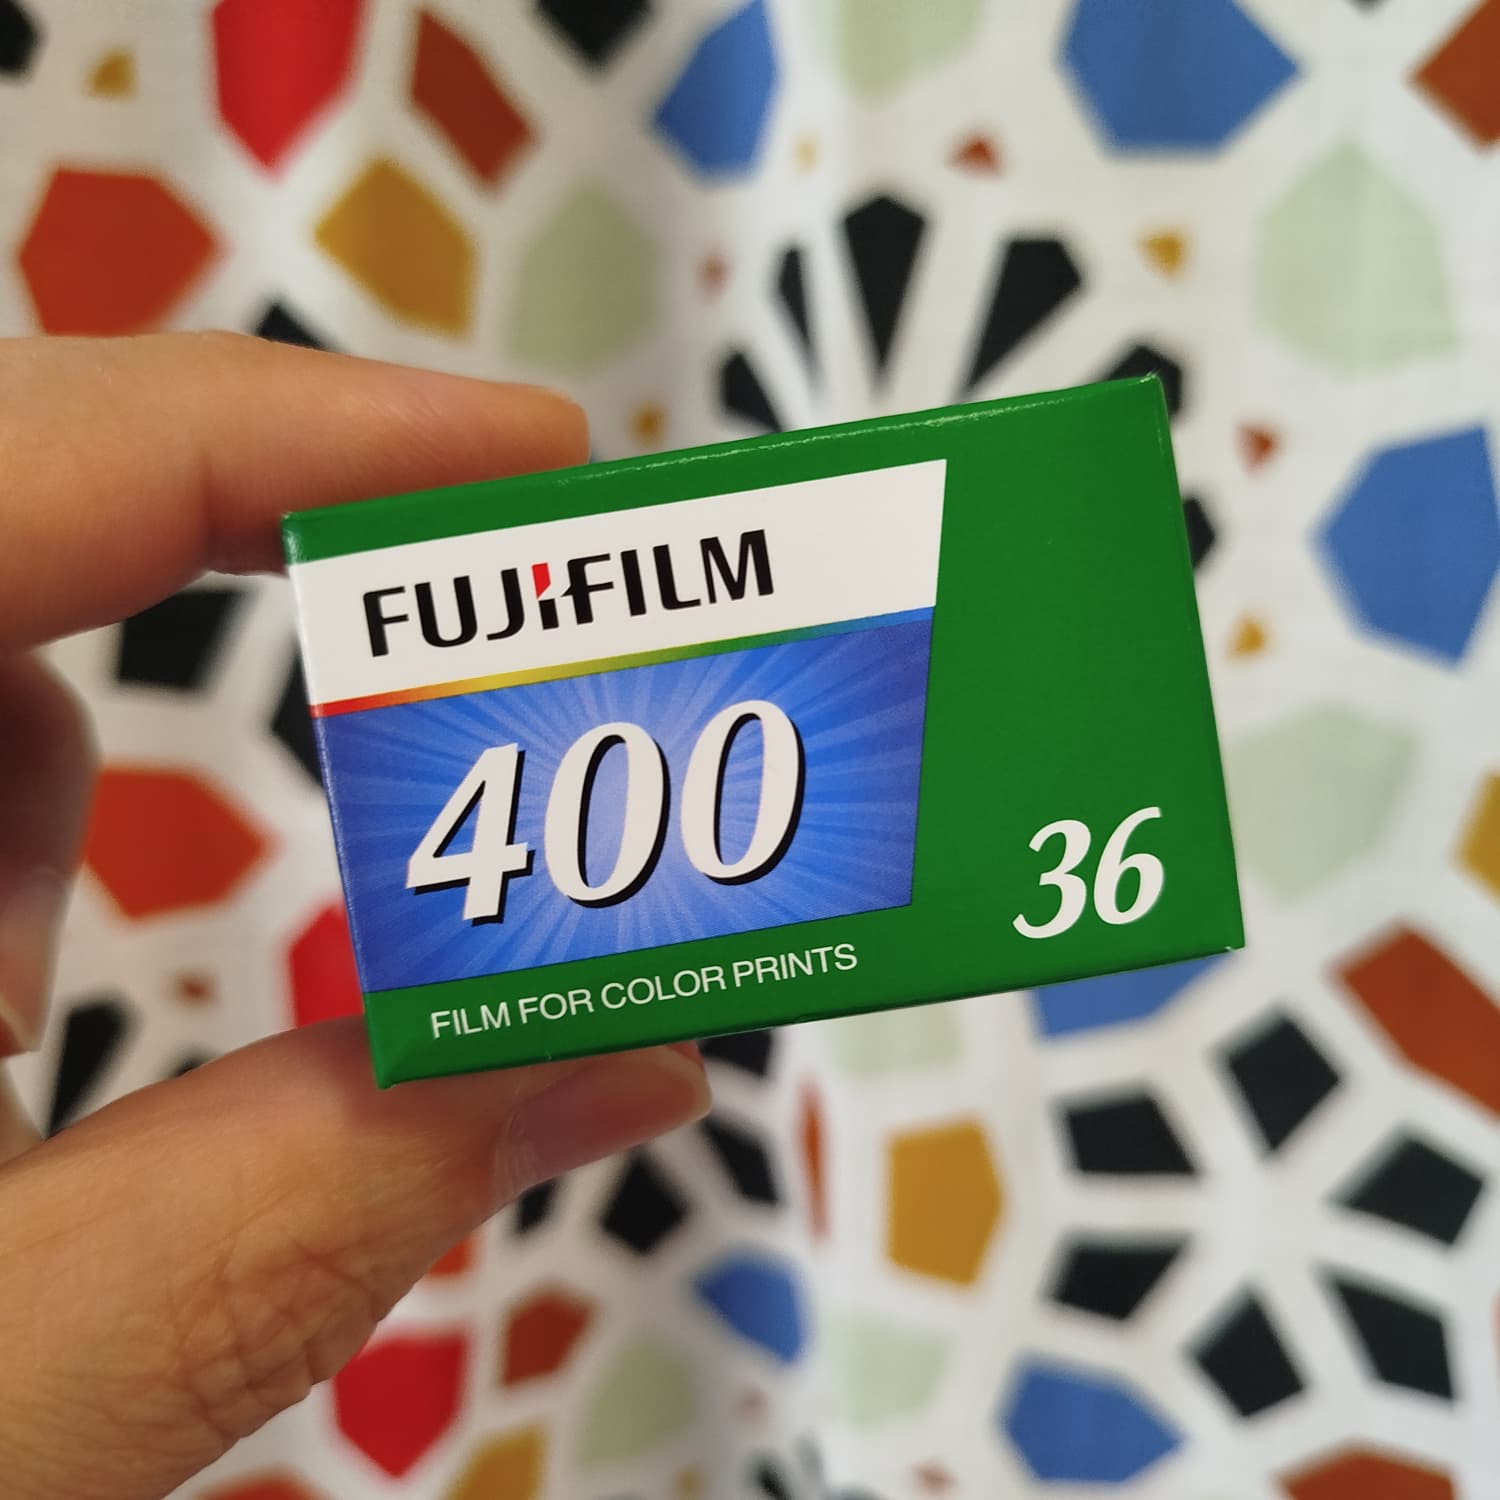 FUJIFILM
400
FILM FOR COLOR PRINTS
36